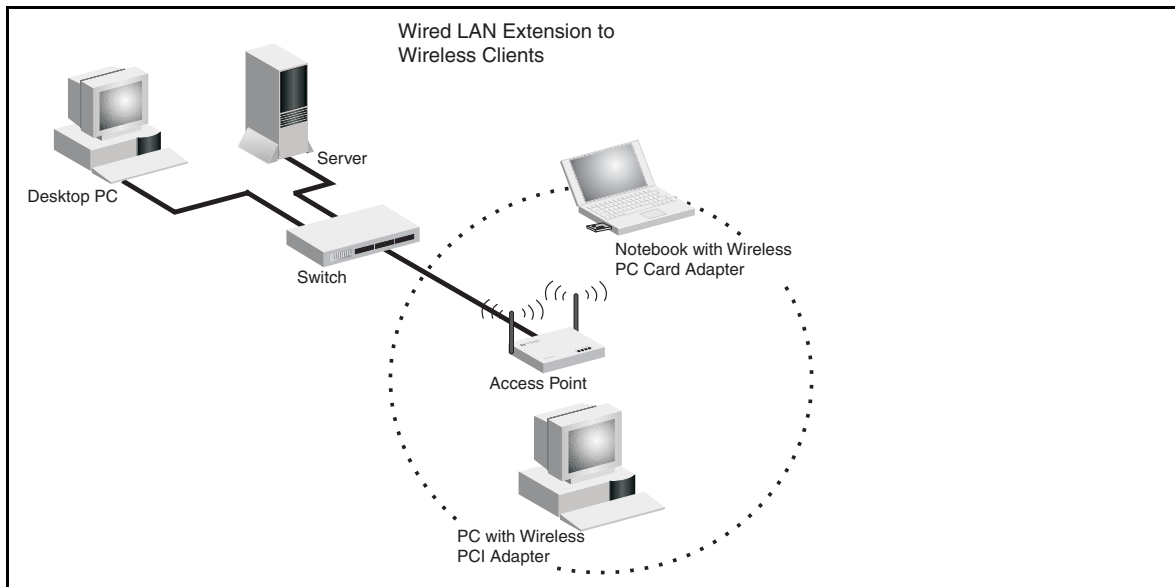 Wired LAN Extension to
Wireless Clients
Server
Desktop PC
Switch
Notebook with Wireless
PC Card Adapter
Access Point
PC with Wireless
PCI Adapter